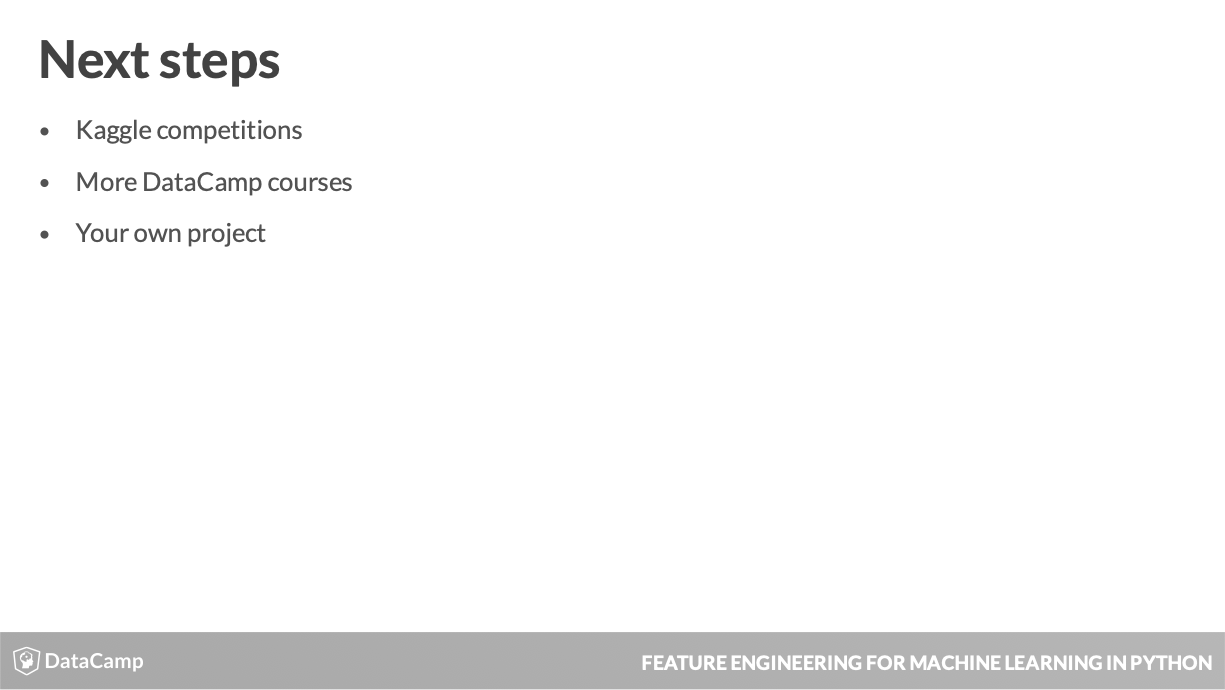 Next steps
• Kaggle competitions
• More DataCamp courses
• Your own project
DataCamp
FEATURE ENGINEERING FOR MACHINE LEARNING IN PYTHON